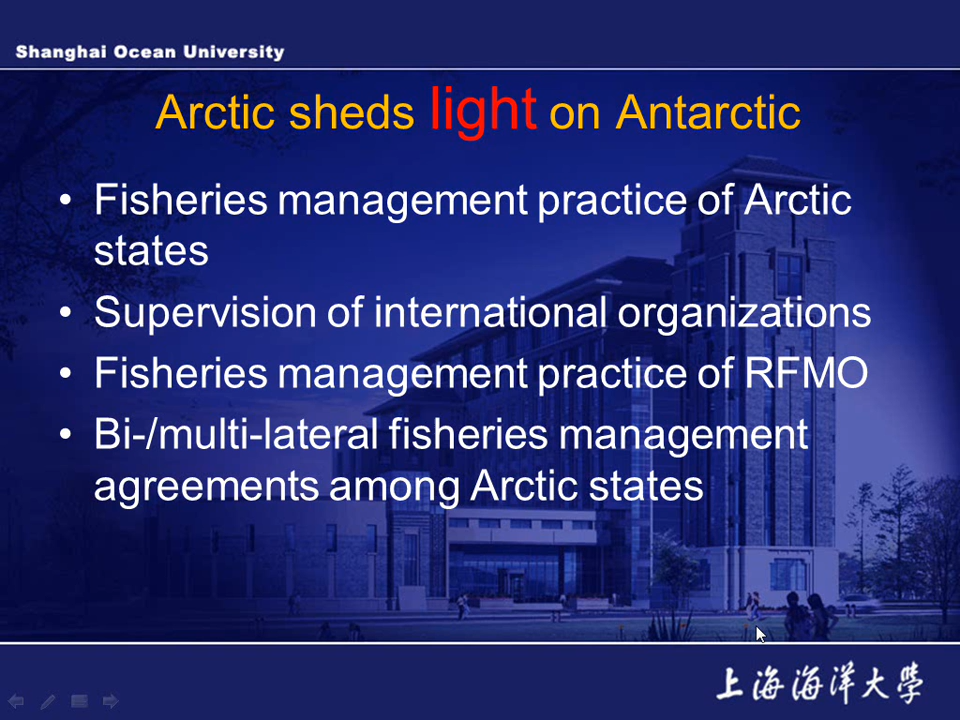 Shanghai Ocean University
Arctic sheds light on Antarctic
• Fisheries management practice of Arctic
states
• Supervision of international organizations
• Fisheries management practice of RFMO
• Bi-/multi-lateral fisheries management
agreements among Arctic states
上海海洋大學